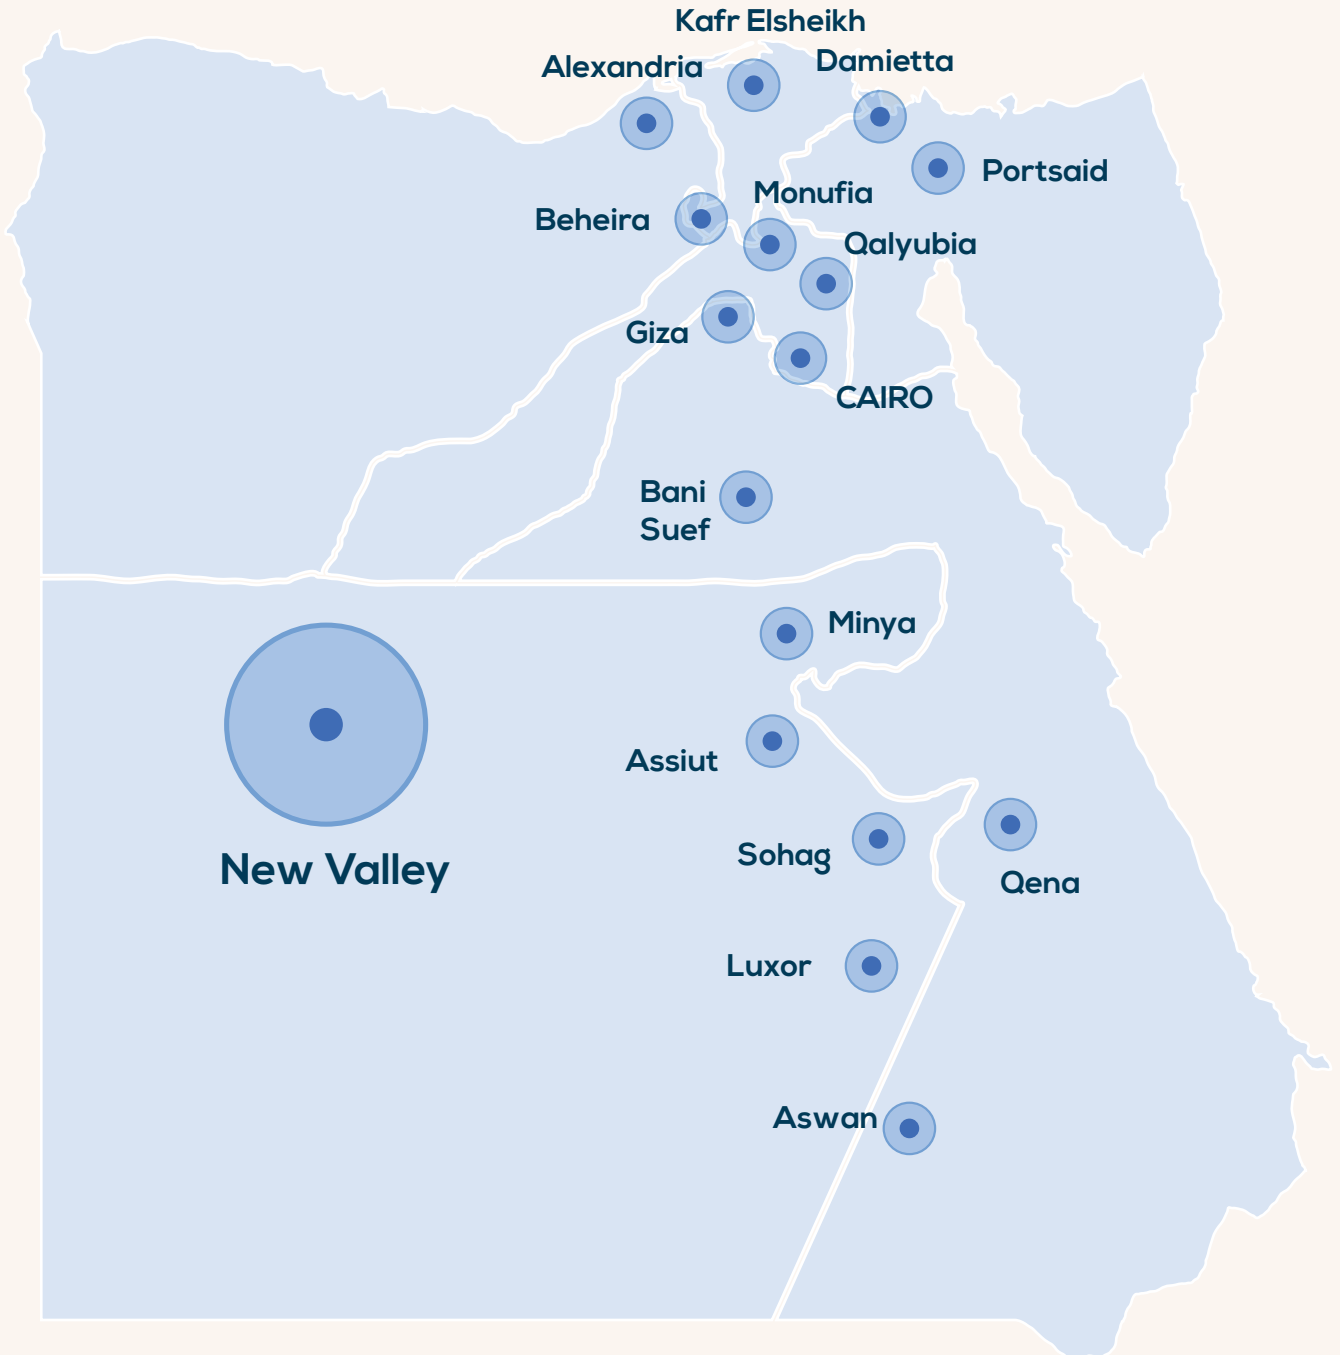 Kafr Elsheikh
Alexandria
Damietta
Portsaid
Monufia
Beheira
Qalyubia
Giza
CAIRO
Bani
Suef
Minya
Assiut
Sohag
New Valley
Qena
Luxor
Aswan